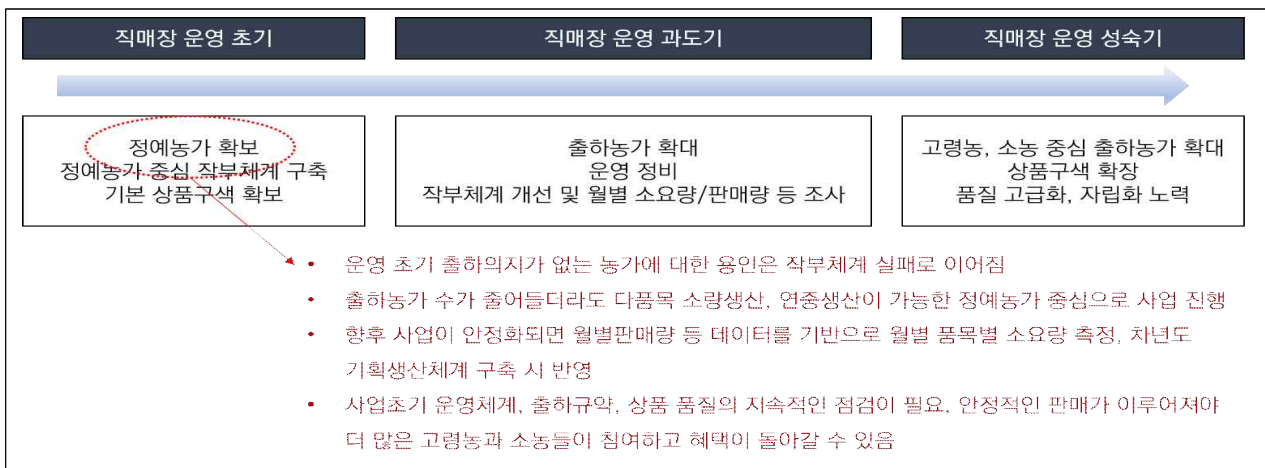 직매장 운영 초기
직매장 운영 과도기
직매장 운영 성숙기
정예농가 확보
정예농가 중심 작부체계 구축
기본 상품구색 확보
출하농가 확대
운영 정비
작부체계 개선 및 월별 소요량/판매량 등 조사
고령농, 소농 중심 출하농가 확대
상품구색 확장
품질 고급화, 자립화 노력
• 운영 초기 출하의지가 없는 농가에 대한 용인은 작부체계 실패로 이어짐
• 출하농가 수가 줄어들더라도 다품목 소량생산, 연중생산이 가능한 정예농가 중심으로 사업 진행
• 향후 사업이 안정화되면 월별판매량 등 데이터를 기반으로 월별 품목별 소요량 측정, 차년도
기획생산체계 구축 시 반영
• 사업초기 운영체계, 출하규약, 상품 품질의 지속적인 점검이 필요, 안정적인 판매가 이루어져야
더 많은 고령농과 소농들이 참여하고 혜택이 돌아갈 수 있음